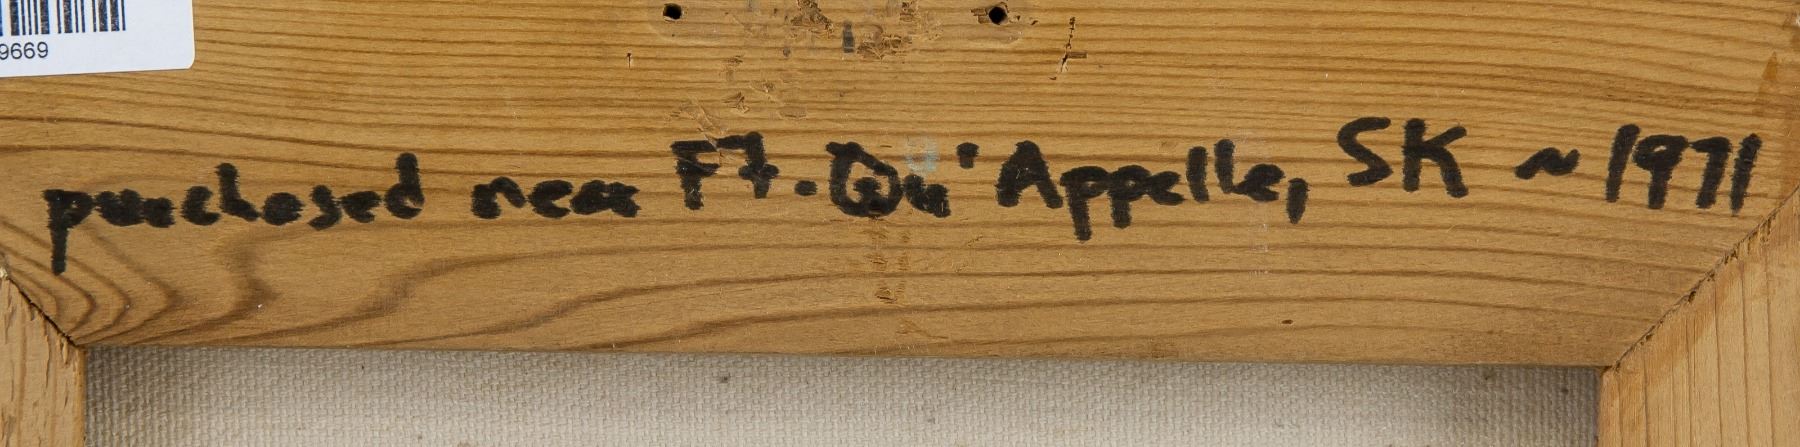 9669
purchased near Ft. Qu'Appelle, SK ~1971